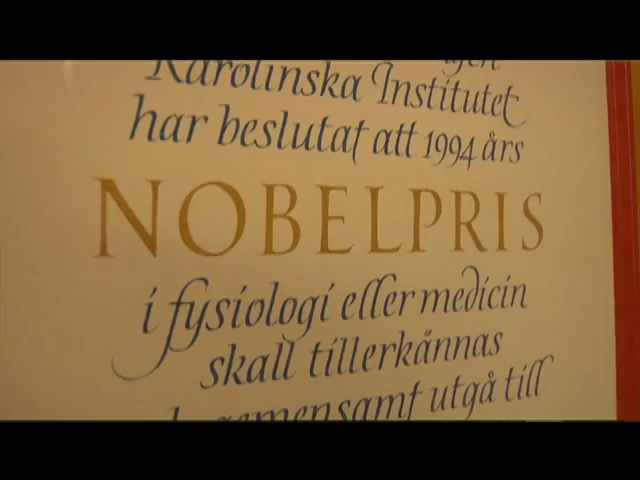 Karolinska Institutet
har beslutat att 1994 års
NOBELPRIS
i fysiologi eller medicin
skall tillerkännas
gemensamt utgå till